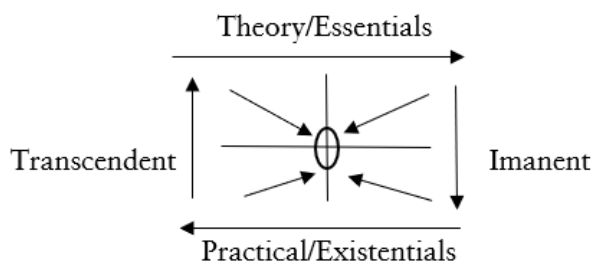 Theory/Essentials
Transcendent
Imanent
Practical/Existentials